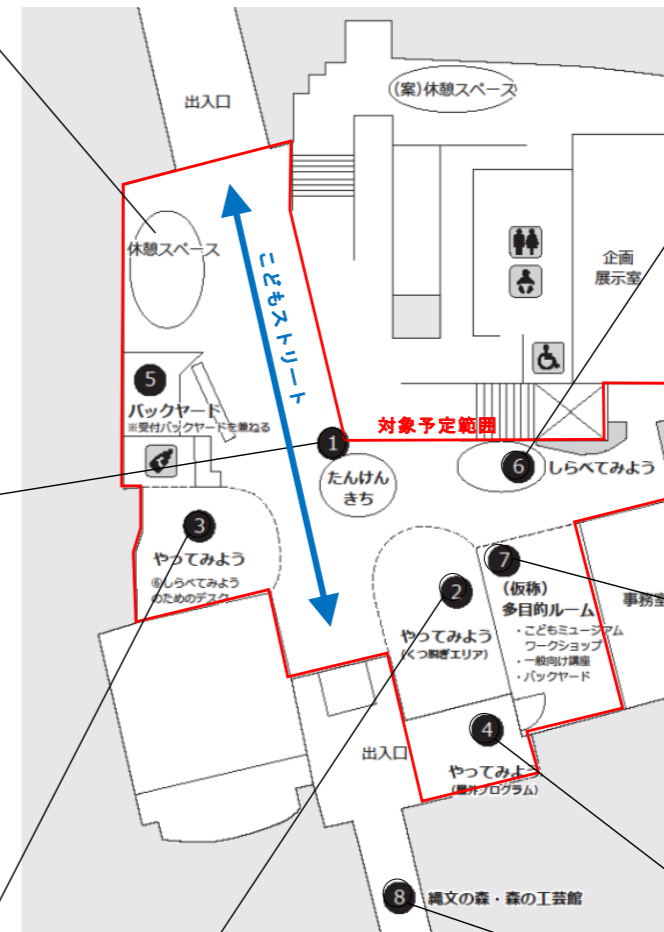 出入口
(案)休憩スペース
休憩スペース
こどもストリート
企画
展示室
5
バックヤード
※受付バックヤードを兼ねる
対象予定範囲
1
たんけん
きち
6 しらべてみよう
3
やってみよう
⑥しらべてみよう
のためのデスク
7
(仮称)
多目的ルーム
・こどもミュージアム
ワークショップ
・一般向け講座
・バックヤード
事務室
2
やってみよう
(くつ脱ぎエリア)
出入口
4
やってみよう
(屋外プログラム)
8 縄文の森・森の工芸館